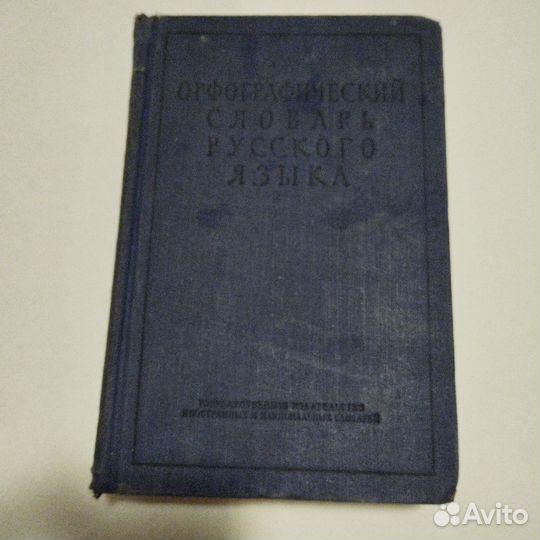 ОРФОГРАФИЧЕСКИЙ
СЛОВАРЬ
РУССКОГО
ЯЗЫКА
ГОСУДАРСТВЕННОЕ ИЗДАТЕЛЬСТВО
ИНОСТРАННЫХ И НАЦИОНАЛЬНЫХ СЛОВАРЕЙ
Avito